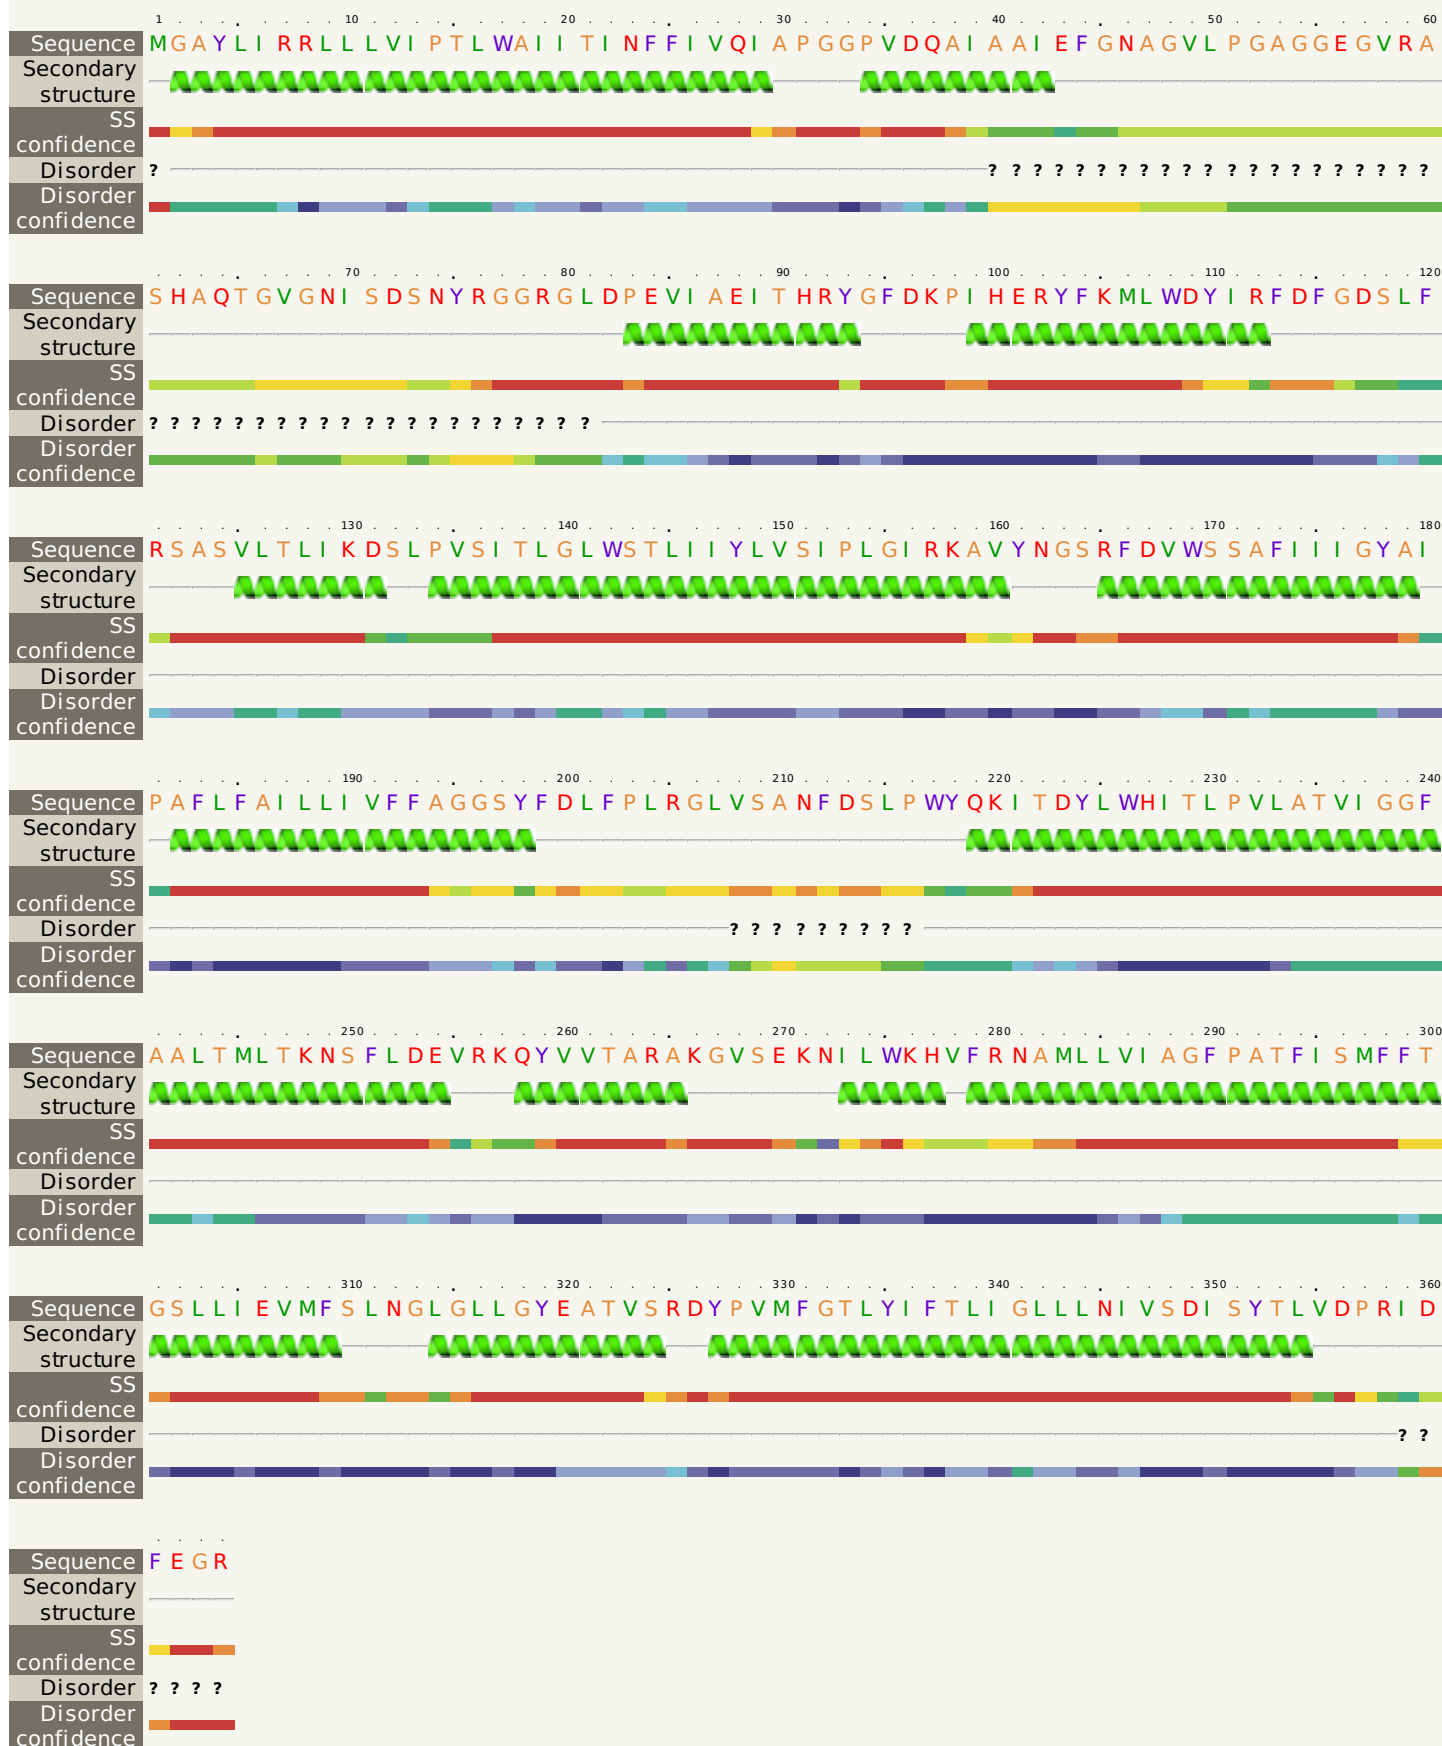 1 10 20 30 40 50 60
Sequence MGAYLIRRLLLVIPTLWAIITINFFIVQIAPGGPVDQAIAAIEFGNAGVLPGAGGEGVRA
Secondary
structure
SS
confidence
Disorder ? ? ? ? ? ? ? ? ? ? ? ? ? ? ? ? ? ? ? ? ? ?
Disorder
confidence
70 80 90 100 110 120
Sequence SHAQTGVGNISDSNYRGGRGLDPEVIAEITHRYGFDKPIHERYFKMLWDYIRFDFGDSLF
Secondary
structure
SS
confidence
Disorder ? ? ? ? ? ? ? ? ? ? ? ? ? ? ? ? ? ? ? ? ?
Disorder
confidence
130 140 150 160 170 180
Sequence RSASVLTLIKDSLPVSITLGLWSTLIIYLVSIPLGIRKAVYNGSRFDVWSSAFIIIGYAI
Secondary
structure
SS
confidence
Disorder
Disorder
confidence
190 200 210 220 230 240
Sequence PAFLFAILLIVFFAGGSYFDLFPLRGLVSANFDSLPWYQKITDYLWHITLPVLATVIGGF
Secondary
structure
SS
confidence
Disorder ? ? ? ? ? ? ? ? ?
Disorder
confidence
250 260 270 280 290 300
Sequence AALTMLTKNSFLDEVRKQYVVTARAKGVSEKNILWKHVFRNAMLLVIAGFPATFISMFFT
Secondary
structure
SS
confidence
Disorder
Disorder
confidence
310 320 330 340 350 360
Sequence GSLLIEVMFSLNGLGLLGYEATVSRDYPVMFGTLYIFTLIGLLLNIVSDISYTLVDPRID
Secondary
structure
SS
confidence
Disorder ? ?
Disorder
confidence
Sequence FEGR
Secondary
structure
SS
confidence
Disorder ? ? ? ?
Disorder
confidence